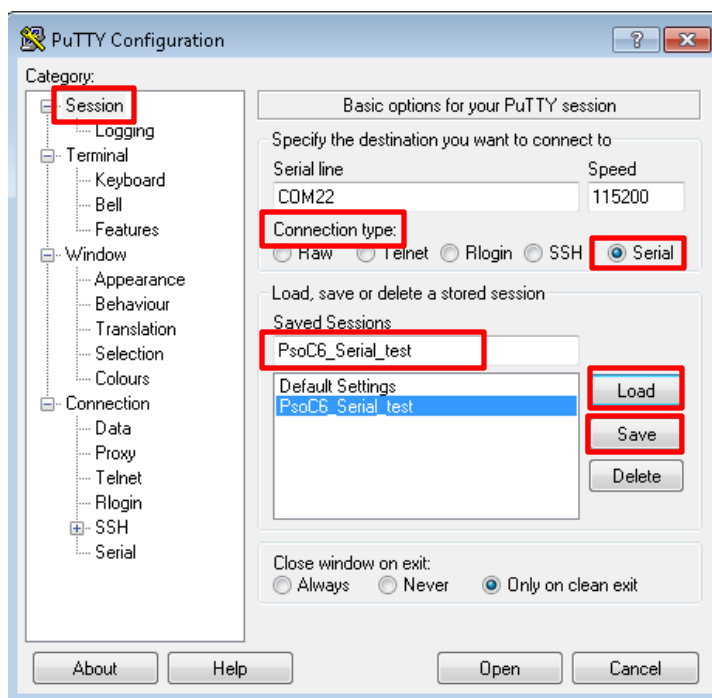 PuTTY Configuration
Category:
Session
Logging
Terminal
Keyboard
Bell
Features
Window
Appearance
Behaviour
Translation
Selection
Colours
Connection
Data
Proxy
Telnet
Rlogin
SSH
Serial
Basic options for your PuTTY session
Specify the destination you want to connect to
Serial line Speed
COM22 115200
Connection type:
Raw Telnet Rlogin SSH Serial
Load, save or delete a stored session
Saved Sessions
PsoC6_Serial_test
Default Settings
PsoC6_Serial_test
Load
Save
Delete
Close window on exit:
Always Never Only on clean exit
About Help Open Cancel